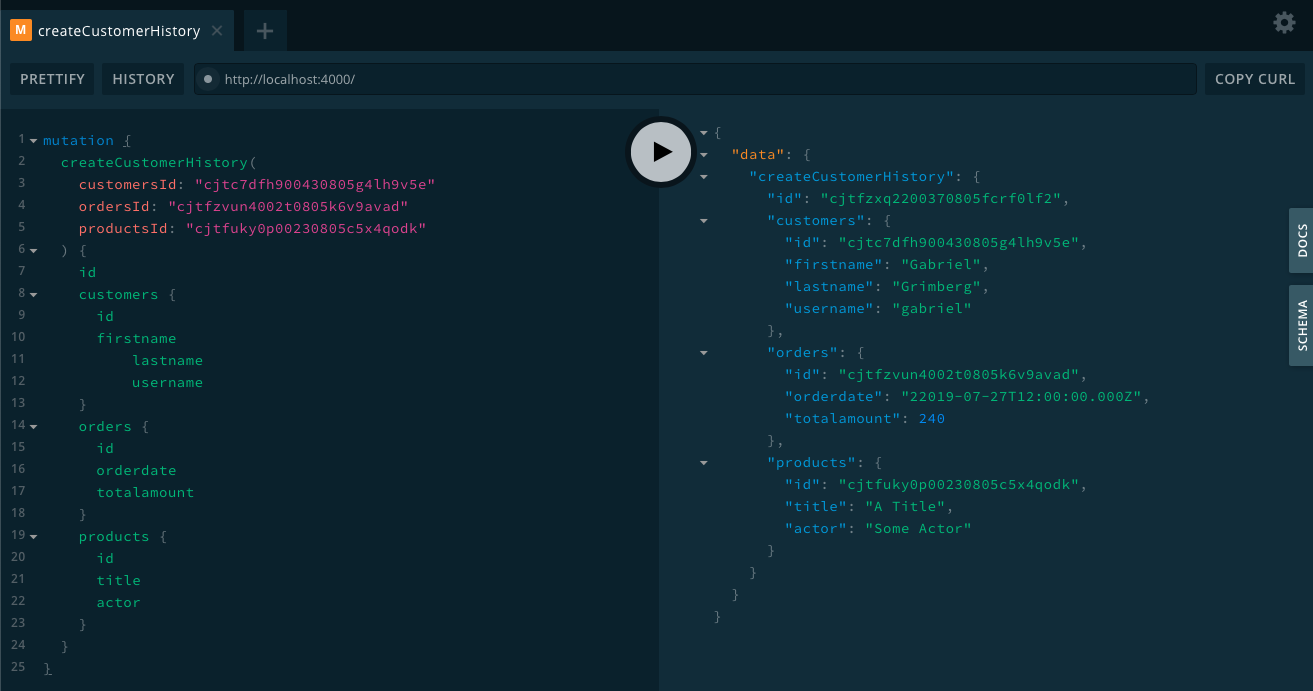 M createCustomerHistory
PRETTIFY HISTORY http://localhost:4000/ COPY CURL
1 mutation {
2 createCustomerHistory(
3 customersId: "cjtc7dfh900430805g4lh9v5e"
4 ordersId: "cjtfzvun4002t0805k6v9avad"
5 productsId: "cjtfuky0p00230805c5x4qodk"
6 ) {
7 id
8 customers {
9 id
10 firstname
11 lastname
12 username
13 }
14 orders {
15 id
16 orderdate
17 totalamount
18 }
19 products {
20 id
21 title
22 actor
23 }
24 }
25 }
{
"data": {
"createCustomerHistory": {
"id": "cjtfzxq2200370805fcrf0lf2",
"customers": {
"id": "cjtc7dfh900430805g4lh9v5e",
"firstname": "Gabriel",
"lastname": "Grimberg",
"username": "gabriel"
},
"orders": {
"id": "cjtfzvun4002t0805k6v9avad",
"orderdate": "22019-07-27T12:00:00.000Z",
"totalamount": 240
},
"products": {
"id": "cjtfuky0p00230805c5x4qodk",
"title": "A Title",
"actor": "Some Actor"
}
}
}
}
DOCS
SCHEMA